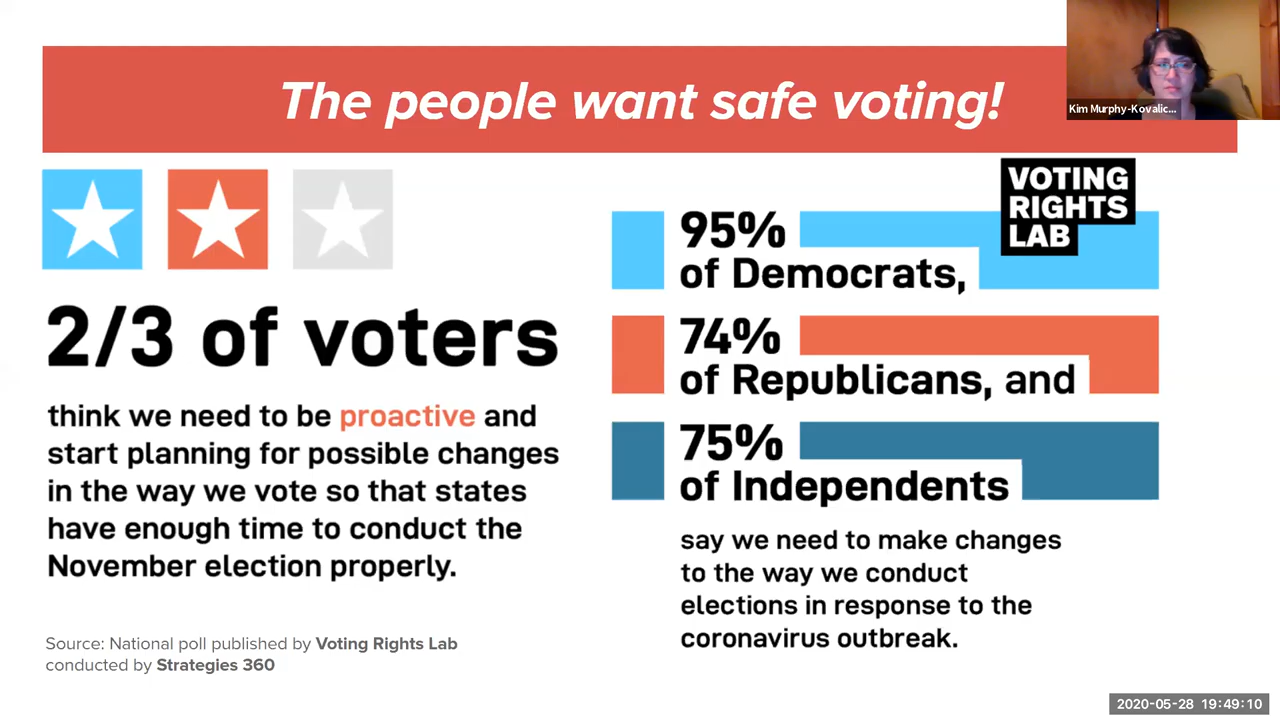 The people want safe voting!
Kim Murphy-Kovalic...
VOTING
RIGHTS
LAB
2/3 of voters
think we need to be proactive and
start planning for possible changes
in the way we vote so that states
have enough time to conduct the
November election properly.
95%
of Democrats,
74%
of Republicans, and
75%
of Independents
say we need to make changes
to the way we conduct
elections in response to the
coronavirus outbreak.
Source: National poll published by Voting Rights Lab
conducted by Strategies 360
2020-05-28 19:49:10